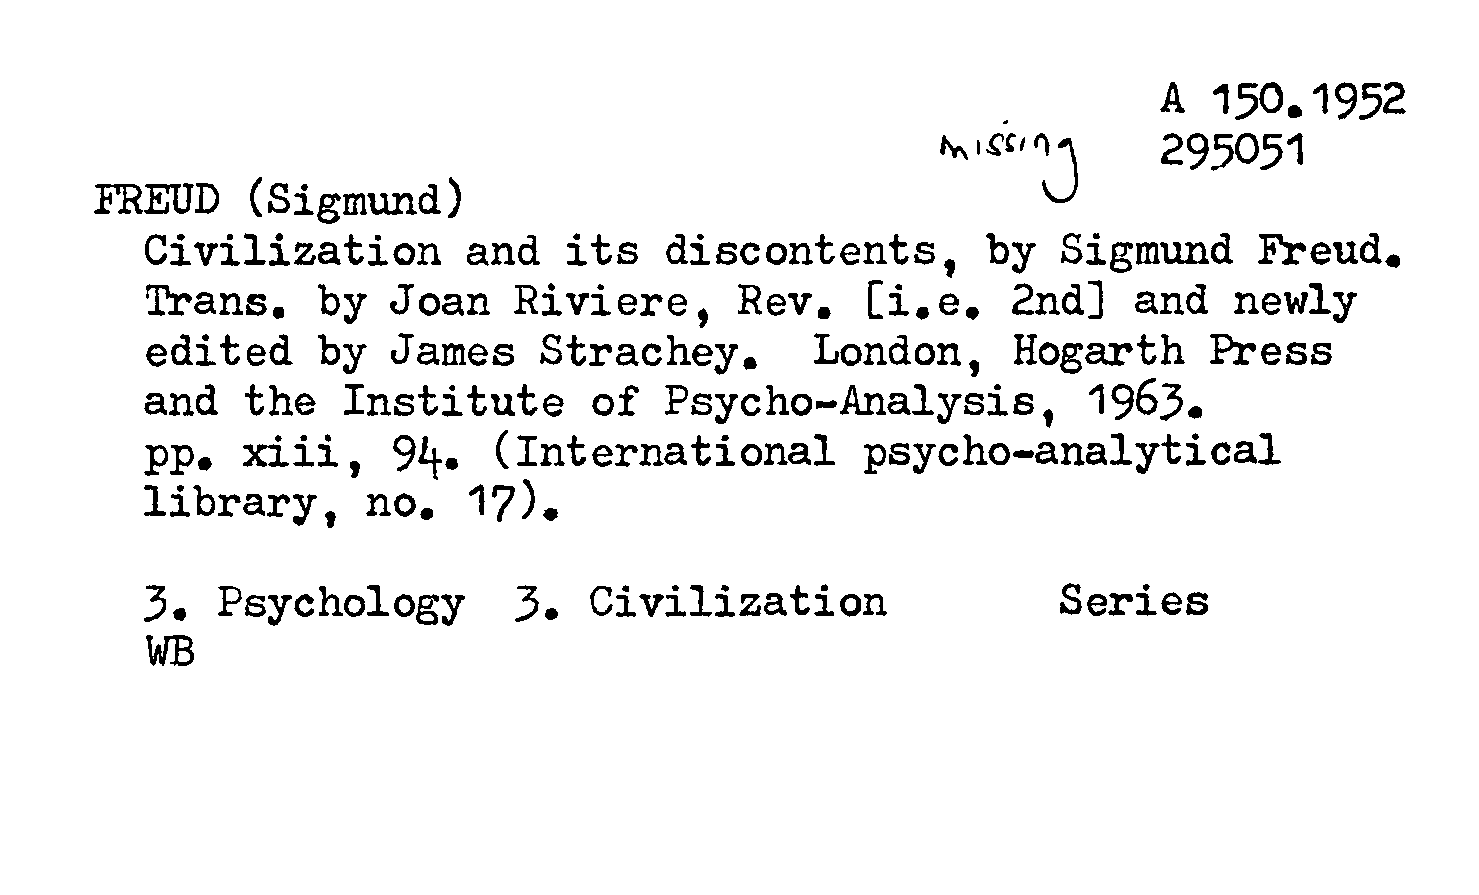 A 150.1952
missing 295051
FREUD (Sigmund)
Civilization and its discontents, by Sigmund Freud.
Trans. by Joan Riviere, Rev. [i.e. 2nd] and newly
edited by James Strachey. London, Hogarth Press
and the Institute of Psycho-Analysis, 1963.
pp. xiii, 94. (International psycho-analytical
library, no. 17).
3. Psychology 3. Civilization Series
WB